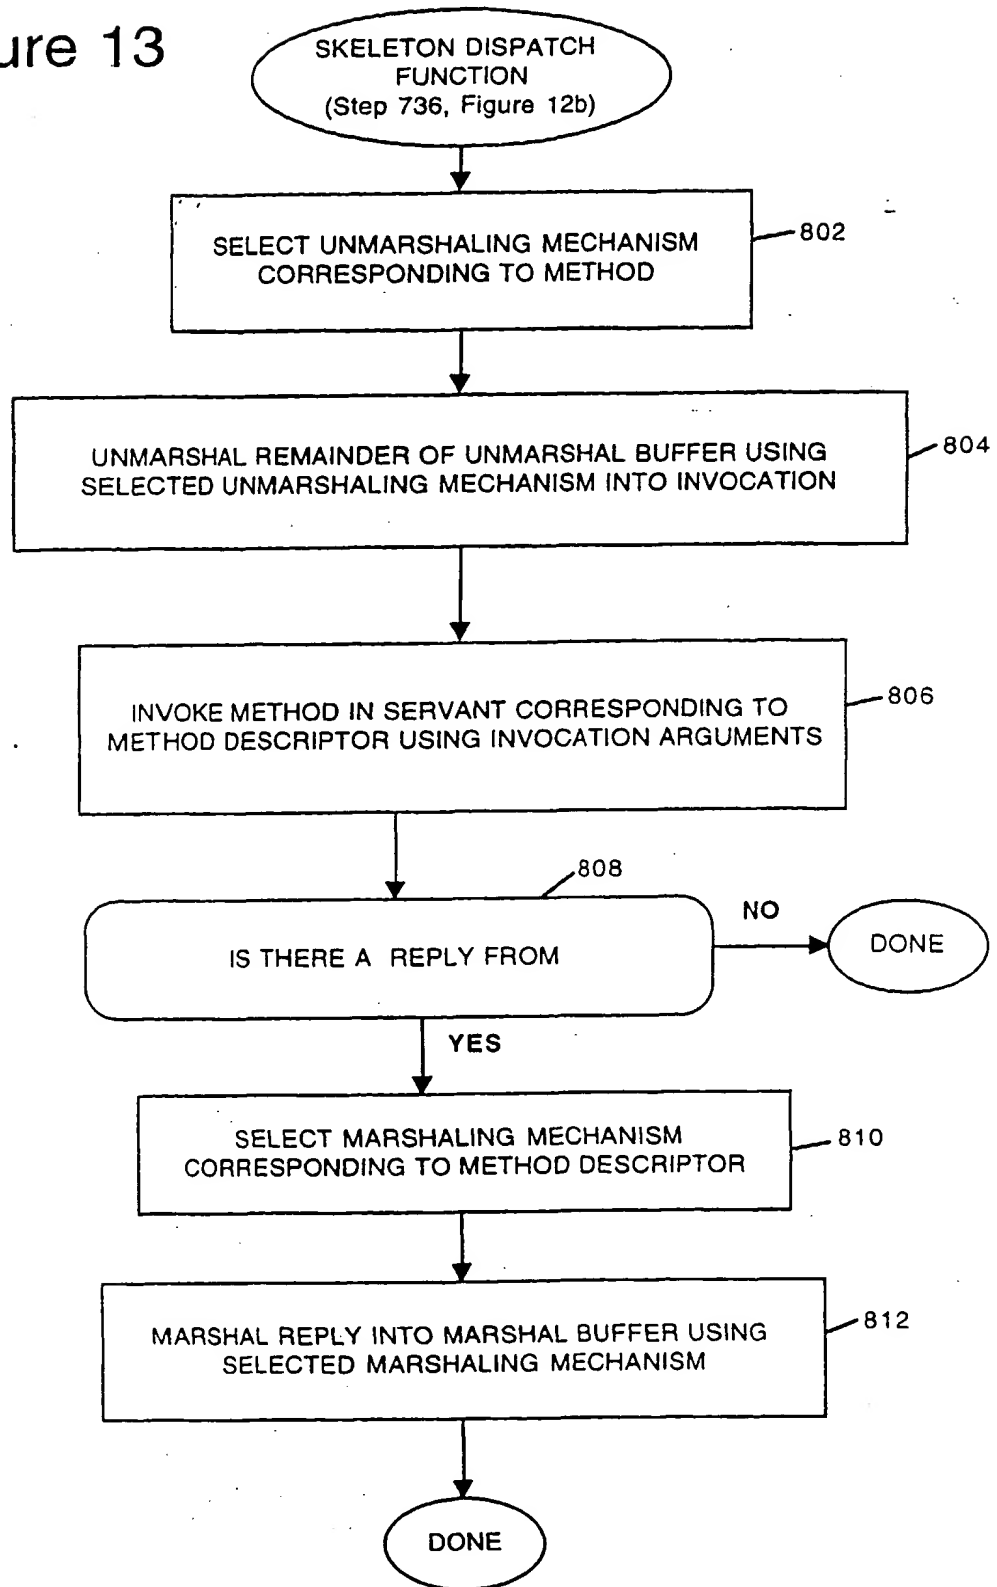 ure 13
SKELETON DISPATCH
FUNCTION
(Step 736, Figure 12b)
SELECT UNMARSHALING MECHANISM
CORRESPONDING TO METHOD
802
UNMARSHAL REMAINDER OF UNMARSHAL BUFFER USING
SELECTED UNMARSHALING MECHANISM INTO INVOCATION
804
INVOKE METHOD IN SERVANT CORRESPONDING TO
METHOD DESCRIPTOR USING INVOCATION ARGUMENTS
806
808
IS THERE A REPLY FROM
NO
DONE
YES
SELECT MARSHALING MECHANISM
CORRESPONDING TO METHOD DESCRIPTOR
810
MARSHAL REPLY INTO MARSHAL BUFFER USING
SELECTED MARSHALING MECHANISM
812
DONE